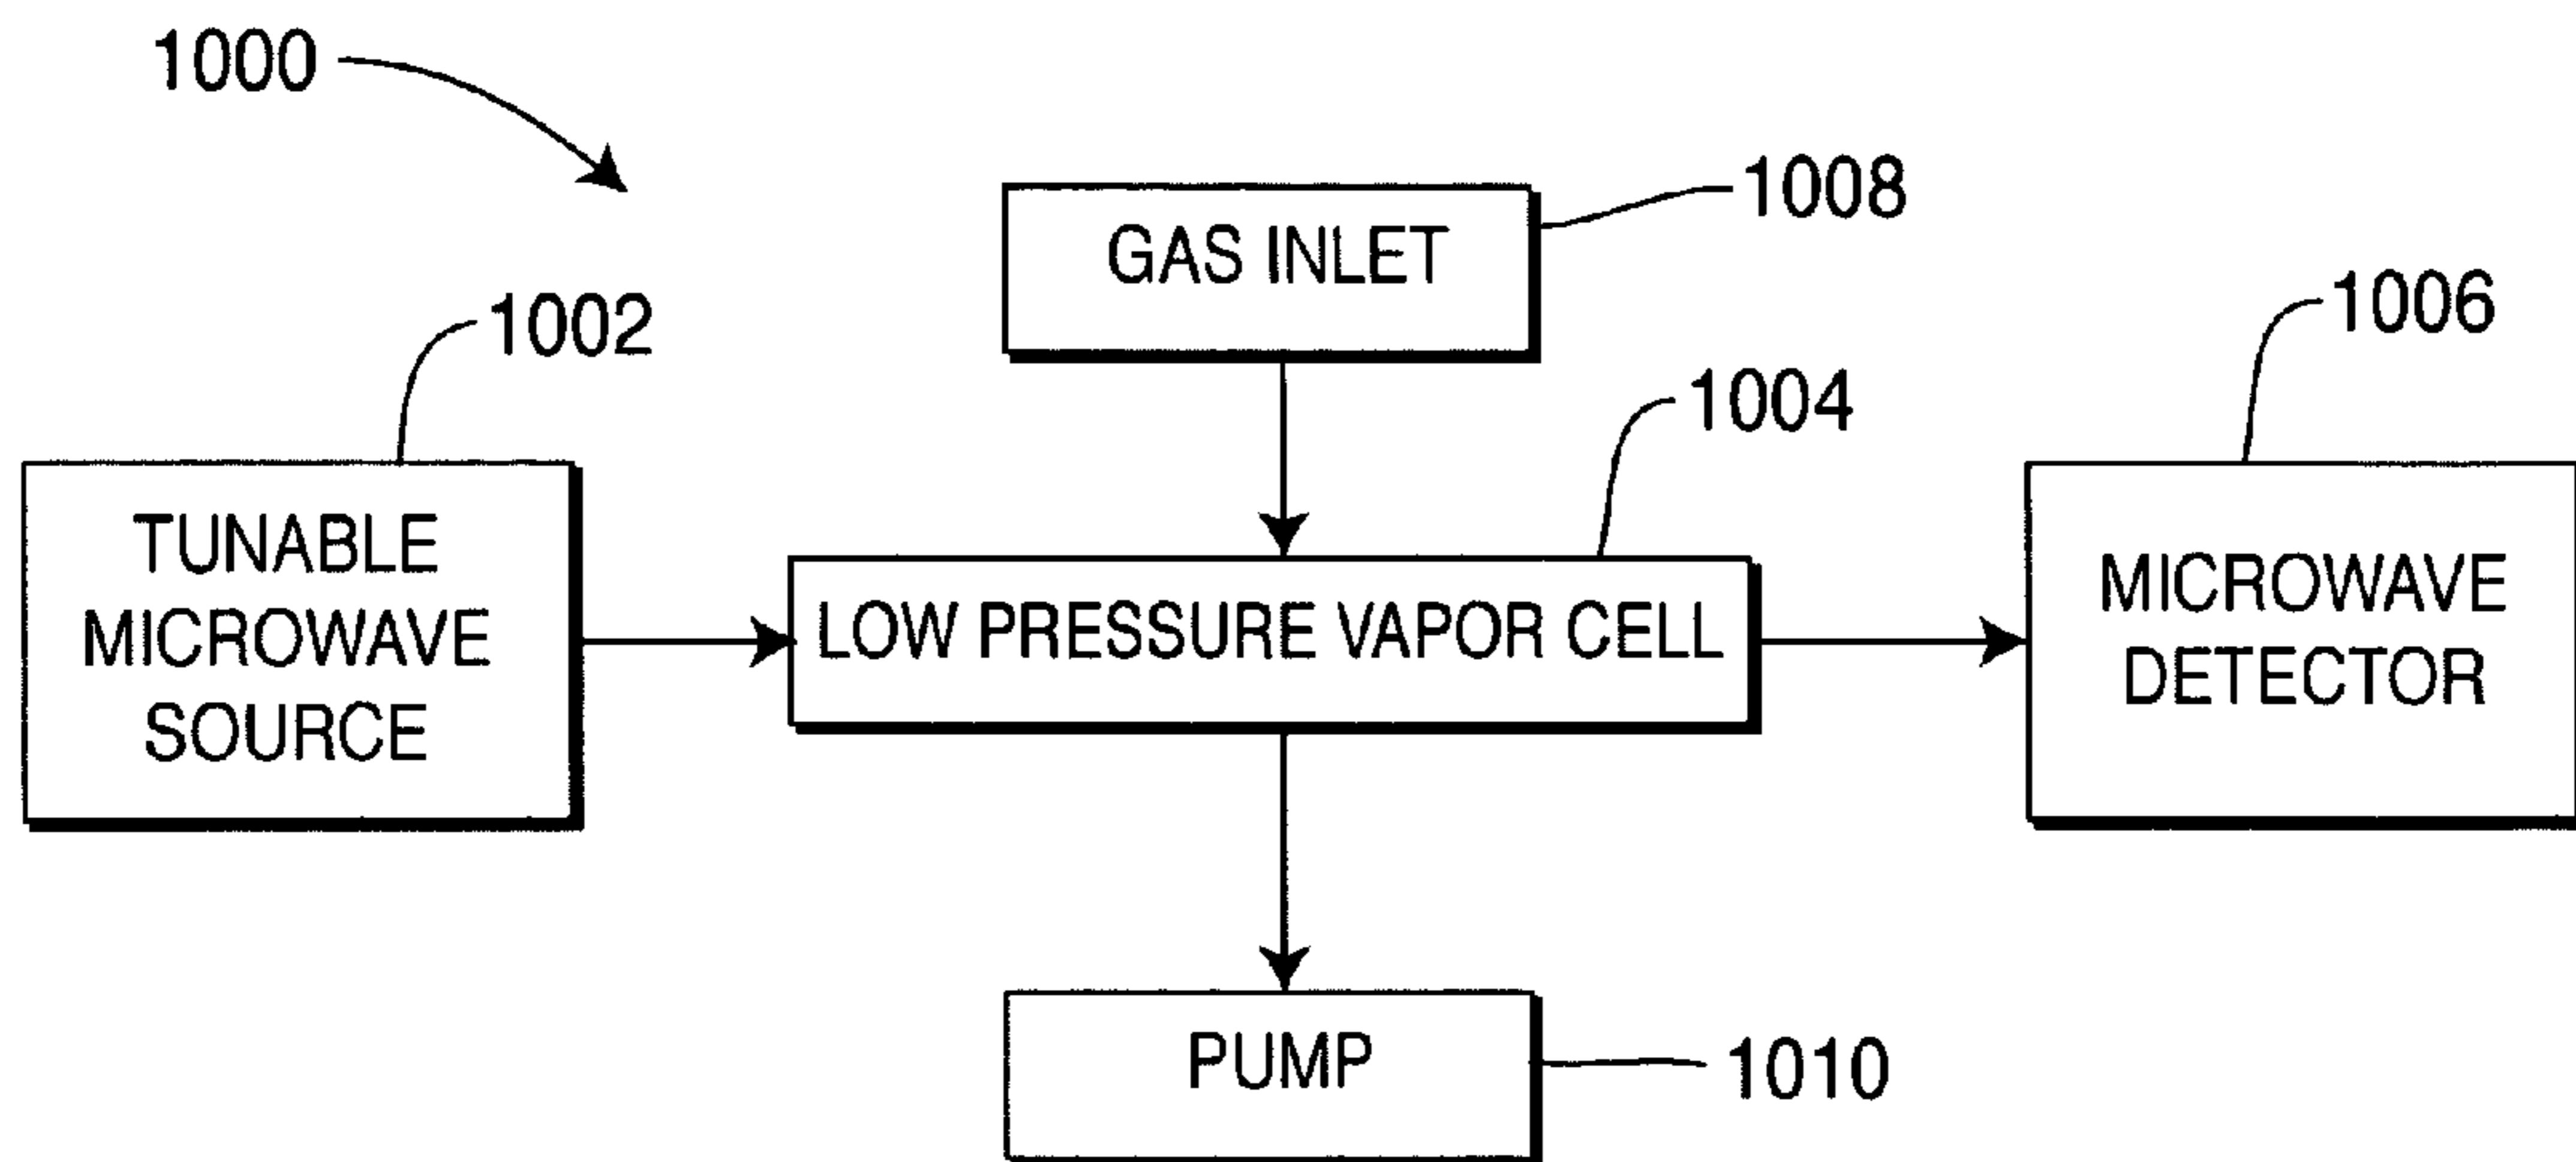 1000
1008
GAS INLET
1006
1002
1004
TUNABLE
MICROWAVE
SOURCE
LOW PRESSURE VAPOR CELL
MICROWAVE
DETECTOR
PUMP
1010